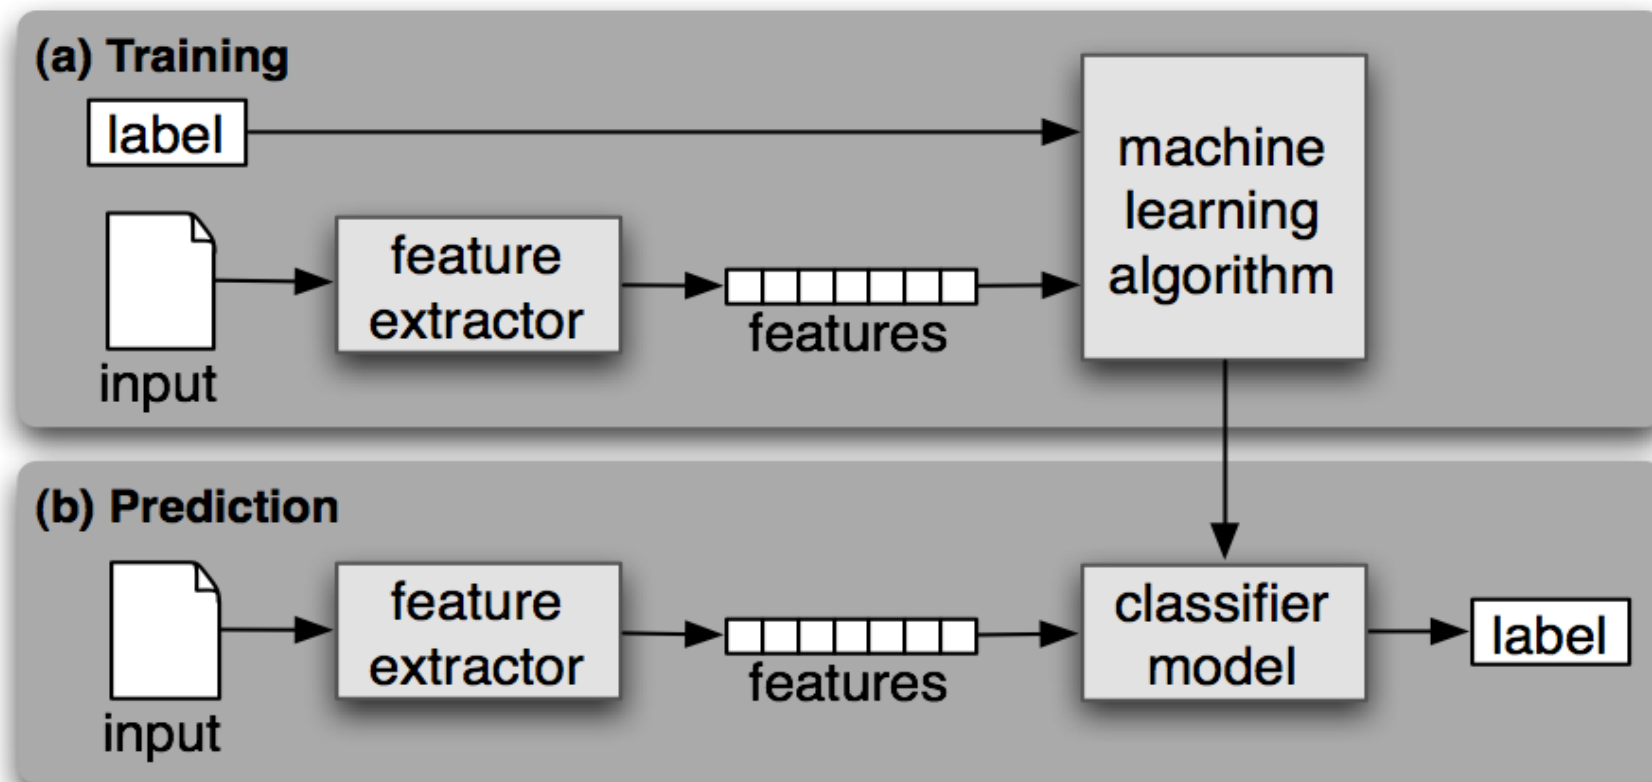 (a) Training
label
machine
learning
algorithm
feature
extractor
features
input
(b) Prediction
feature
extractor
features
input
classifier
model
label